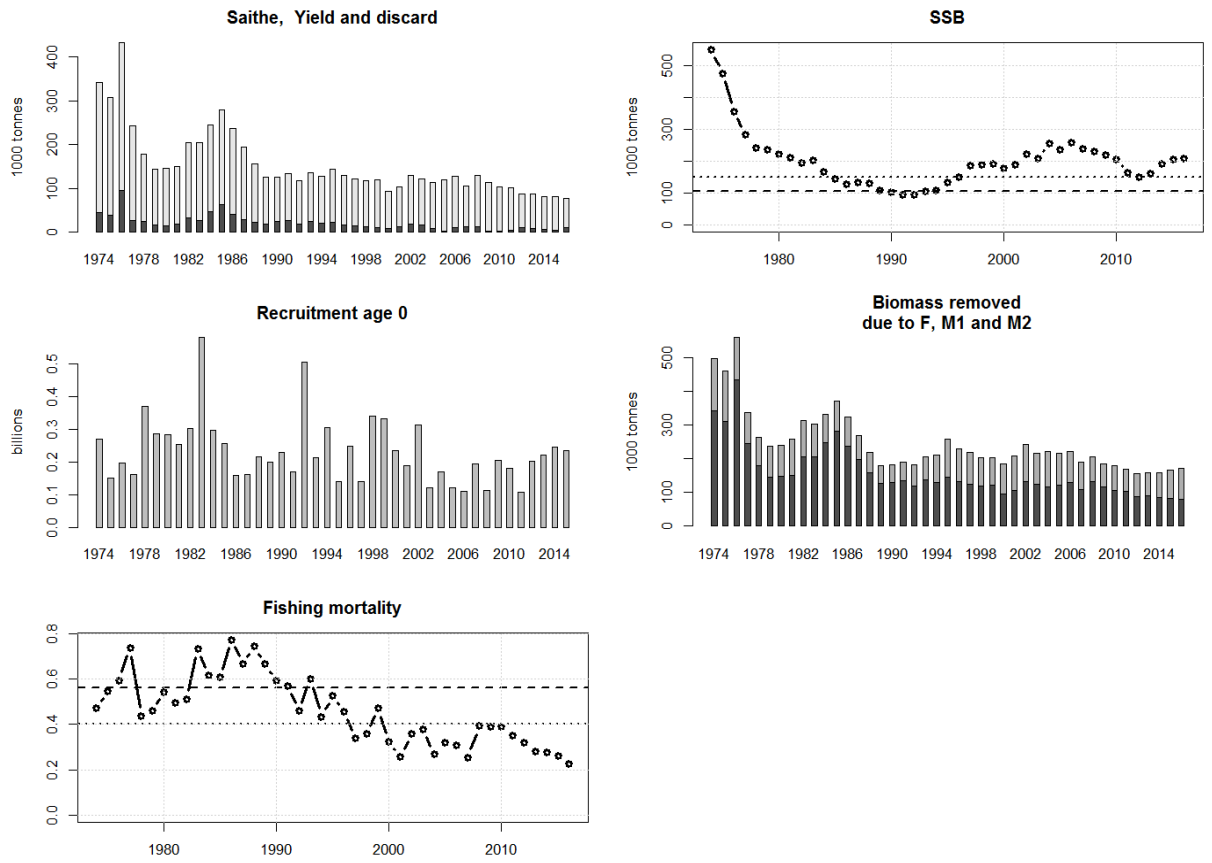 Saithe, Yield and discard
1000 tonnes
0 100 200 300 400
1974 1978 1982 1986 1990 1994 1998 2002 2006 2010 2014
SSB
1000 tonnes
0 100 300 500
1980 1990 2000 2010
Recruitment age 0
billions
0.0 0.1 0.2 0.3 0.4 0.5
1974 1978 1982 1986 1990 1994 1998 2002 2006 2010 2014
Biomass removed
due to F, M1 and M2
1000 tonnes
0 100 300 500
1974 1978 1982 1986 1990 1994 1998 2002 2006 2010 2014
Fishing mortality
0.0 0.2 0.4 0.6 0.8
1980 1990 2000 2010